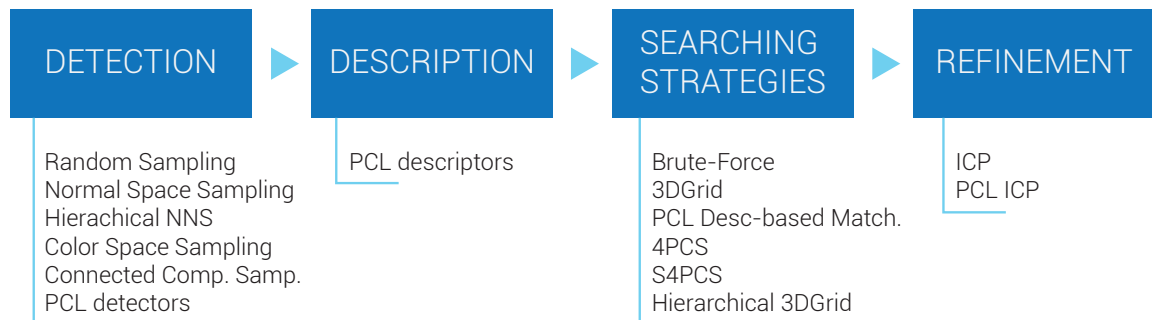 DETECTION
Random Sampling
Normal Space Sampling
Hierachical NNS
Color Space Sampling
Connected Comp. Samp.
PCL detectors
DESCRIPTION
PCL descriptors
SEARCHING
STRATEGIES
Brute-Force
3DGrid
PCL Desc-based Match.
4PCS
S4PCS
Hierarchical 3DGrid
REFINEMENT
ICP
PCL ICP